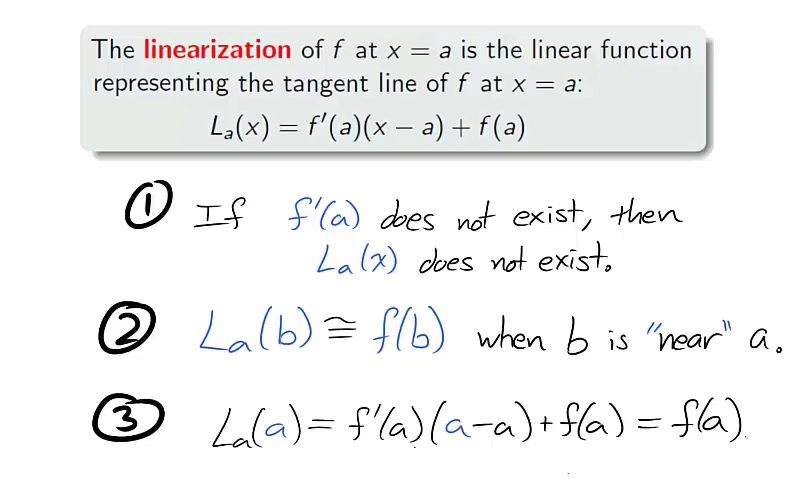 The linearization of f at x = a is the linear function
representing the tangent line of f at x = a:
Lₐ(x) = f′(a)(x − a) + f(a)
① If f'(a) does not exist, then
Lₐ(x) does not exist.
② Lₐ(b) ≅ f(b) when b is "near" a.
③ Lₐ(a) = f'(a)(a-a)+f(a) = f(a).